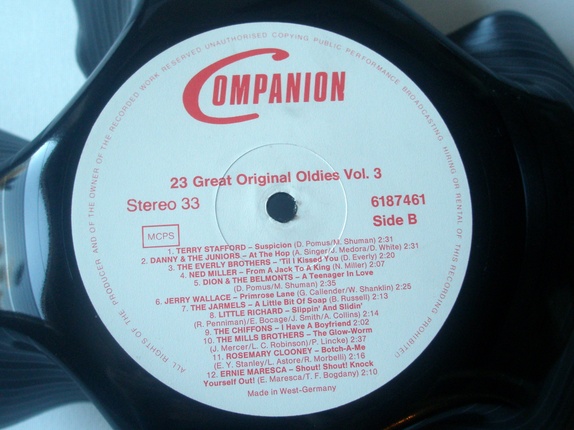 ALL RIGHTS OF THE PRODUCER AND OF THE OWNER OF THE RECORDED WORK RESERVED UNAUTHORISED COPYING PUBLIC PERFORMANCE BROADCASTING HIRING OR RENTAL OF THIS RECORDING PROHIBITED
COMPANION
23 Great Original Oldies Vol. 3
Stereo 33
6187461
Side B
MCPS
1. TERRY STAFFORD – Suspicion (D. Pomus/M. Shuman) 2:31
2. DANNY & THE JUNIORS – At The Hop (A. Singer/J. Medora/D. White) 2:31
3. THE EVERLY BROTHERS – 'Til I Kissed You (D. Everly) 2:20
4. NED MILLER – From A Jack To A King (N. Miller) 2:07
5. DION & THE BELMONTS – A Teenager in Love
(D. Pomus/M. Shuman) 2:35
6. JERRY WALLACE – Primrose Lane (G. Callender/W. Shanklin) 2:25
7. THE JARMELS – A Little Bit Of Soap (B. Russell) 2:13
8. LITTLE RICHARD – Slippin' And Slidin'
(R. Penniman)/E. Bocage/J. Smith/A. Collins) 2:14
9. THE CHIFFONS – I Have A Boyfriend 2:02
10. THE MILLS BROTHERS – The Glow-Worm
(J. Mercer/L. C. Robinson/P. Lincke) 2:37
11. ROSEMARY CLOONEY – Botch-A-Me
(E. Y. Stanley/L. Astore/R. Morbelli) 2:16
12. ERNIE MARESCA – Shout! Shout! Knock
Yourself Out! (E. Maresca/T. F. Bogdany) 2:10
Made in West-Germany